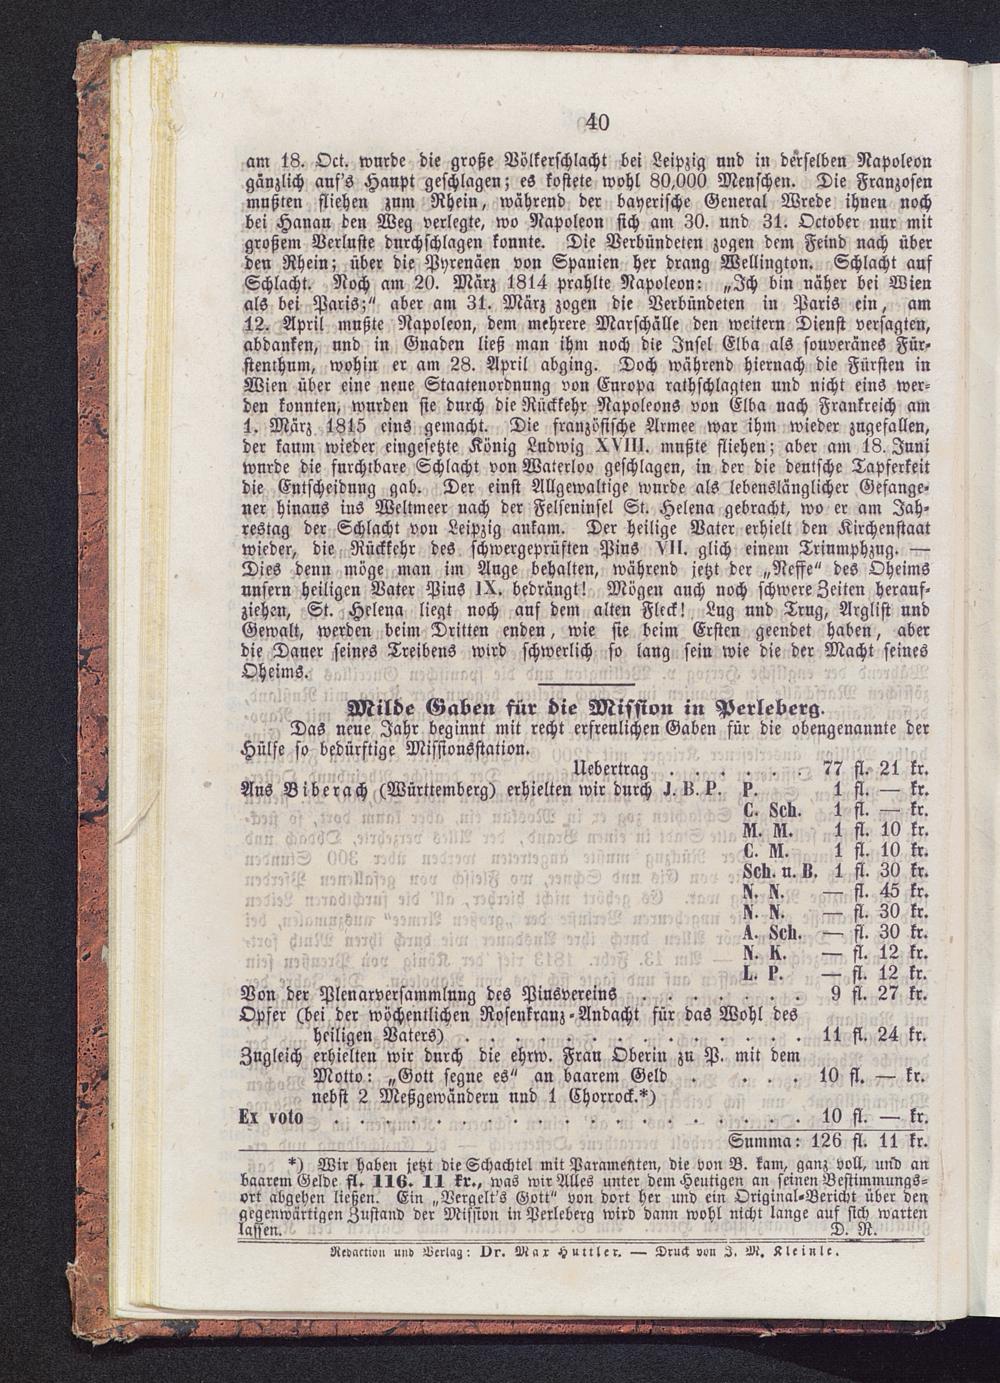 40
am 18. Oct. wurde die große Völkerschlacht bei Leipzig und in derselben Napoleon
gänzlich auf's Haupt geschlagen; es kostete wohl 80,000 Menschen. Die Franzosen
mußten fliehen zum Rhein, während der bayerische General Wrede ihnen noch
bei Hanau den Weg verlegte, wo Napoleon sich am 30. und 31. October nur mit
großem Verluste durchschlagen konnte. Die Verbündeten zogen dem Feind nach über
den Rhein; über die Pyrenäen von Spanien her drang Wellington. Schlacht auf
Schlacht. Noch am 20. März 1814 prahlte Napoleon: „Ich bin näher bei Wien
als bei Paris;“ aber am 31. März zogen die Verbündeten in Paris ein, am
12. April mußte Napoleon, dem mehrere Marschälle den weitern Dienst versagten,
abdanken, und in Gnaden ließ man ihm noch die Insel Elba als souveränes Für-
stenthum, wohin er am 28. April abging. Doch während hiernach die Fürsten in
Wien über eine neue Staatenordnung von Europa rathschlagten und nicht eins wer-
den konnten, wurden sie durch die Rückkehr Napoleons von Elba nach Frankreich am
1. März 1815 eins gemacht. Die französische Armee war ihm wieder zugefallen,
der kaum wieder eingesetzte König Ludwig XVIII. mußte fliehen; aber am 18. Juni
wurde die furchtbare Schlacht von Waterloo geschlagen, in der die deutsche Tapferkeit
die Entscheidung gab. Der einst Allgewaltige wurde als lebenslänglicher Gefange-
ner hinaus ins Weltmeer nach der Felseninsel St. Helena gebracht, wo er am Jah-
restag der Schlacht von Leipzig ankam. Der heilige Vater erhielt den Kirchenstaat
wieder, die Rückkehr des schwergeprüften Pius VII. glich einem Triumphzug. —
Dies denn möge man im Auge behalten, während jetzt der „Neffe“ des Oheims
unsern heiligen Vater Pius IX. bedrängt! Mögen auch noch schwere Zeiten herauf-
ziehen, St. Helena liegt noch auf dem alten Fleck! Lug und Trug, Arglist und
Gewalt, werden beim Dritten enden, wie sie beim Ersten geendet haben, aber
die Dauer seines Treibens wird schwerlich so lang sein wie die der Macht seines
Oheims.
Milde Gaben für die Mission in Perleberg.
Das neue Jahr beginnt mit recht erfreulichen Gaben für die obengenannte der
Hülfe so bedürftige Missionsstation.
Uebertrag . . . . . . 77 fl. 21 kr.
Aus Biberach (Württemberg) erhielten wir durch J. B. P. P. 1 fl. — kr.
C. Sch. 1 fl. — kr.
M. M. 1 fl. 10 kr.
C. M. 1 fl. 10 kr.
Sch. u. B. 1 fl. 30 kr.
N. N. — fl. 45 kr.
N. N. — fl. 30 kr.
A. Sch. — fl. 30 kr.
N. K. — fl. 12 kr.
L. P. — fl. 12 kr.
Von der Plenarversammlung des Piusvereins . . . . . . . 9 fl. 27 kr.
Opfer (bei der wöchentlichen Rosenkranz-Andacht für das Wohl des
heiligen Vaters) . . . . . . . . . . . . . . 11 fl. 24 kr.
Zugleich erhielten wir durch die ehrw. Frau Oberin zu P. mit dem
Motto: „Gott segne es“ an baarem Geld . . . . . 10 fl. — kr.
nebst 2 Meßgewändern und 1 Chorrock.*)
Ex voto . . . . . . . . . . . . . . . . . . 10 fl. — kr.
Summa: 126 fl. 11 kr.
*) Wir haben jetzt die Schachtel mit Paramenten, die von B. kam, ganz voll, und an
baarem Gelde fl. 116. 11 kr., was wir Alles unter dem Heutigen an seinen Bestimmungs-
ort abgehen ließen. Ein „Vergelt's Gott“ von dort her und ein Original-Bericht über den
gegenwärtigen Zustand der Mission in Perleberg wird dann wohl nicht lange auf sich warten
lassen. D. R.
Redaction und Verlag: Dr. Max Huttler. — Druck von J. M. Kleinle.